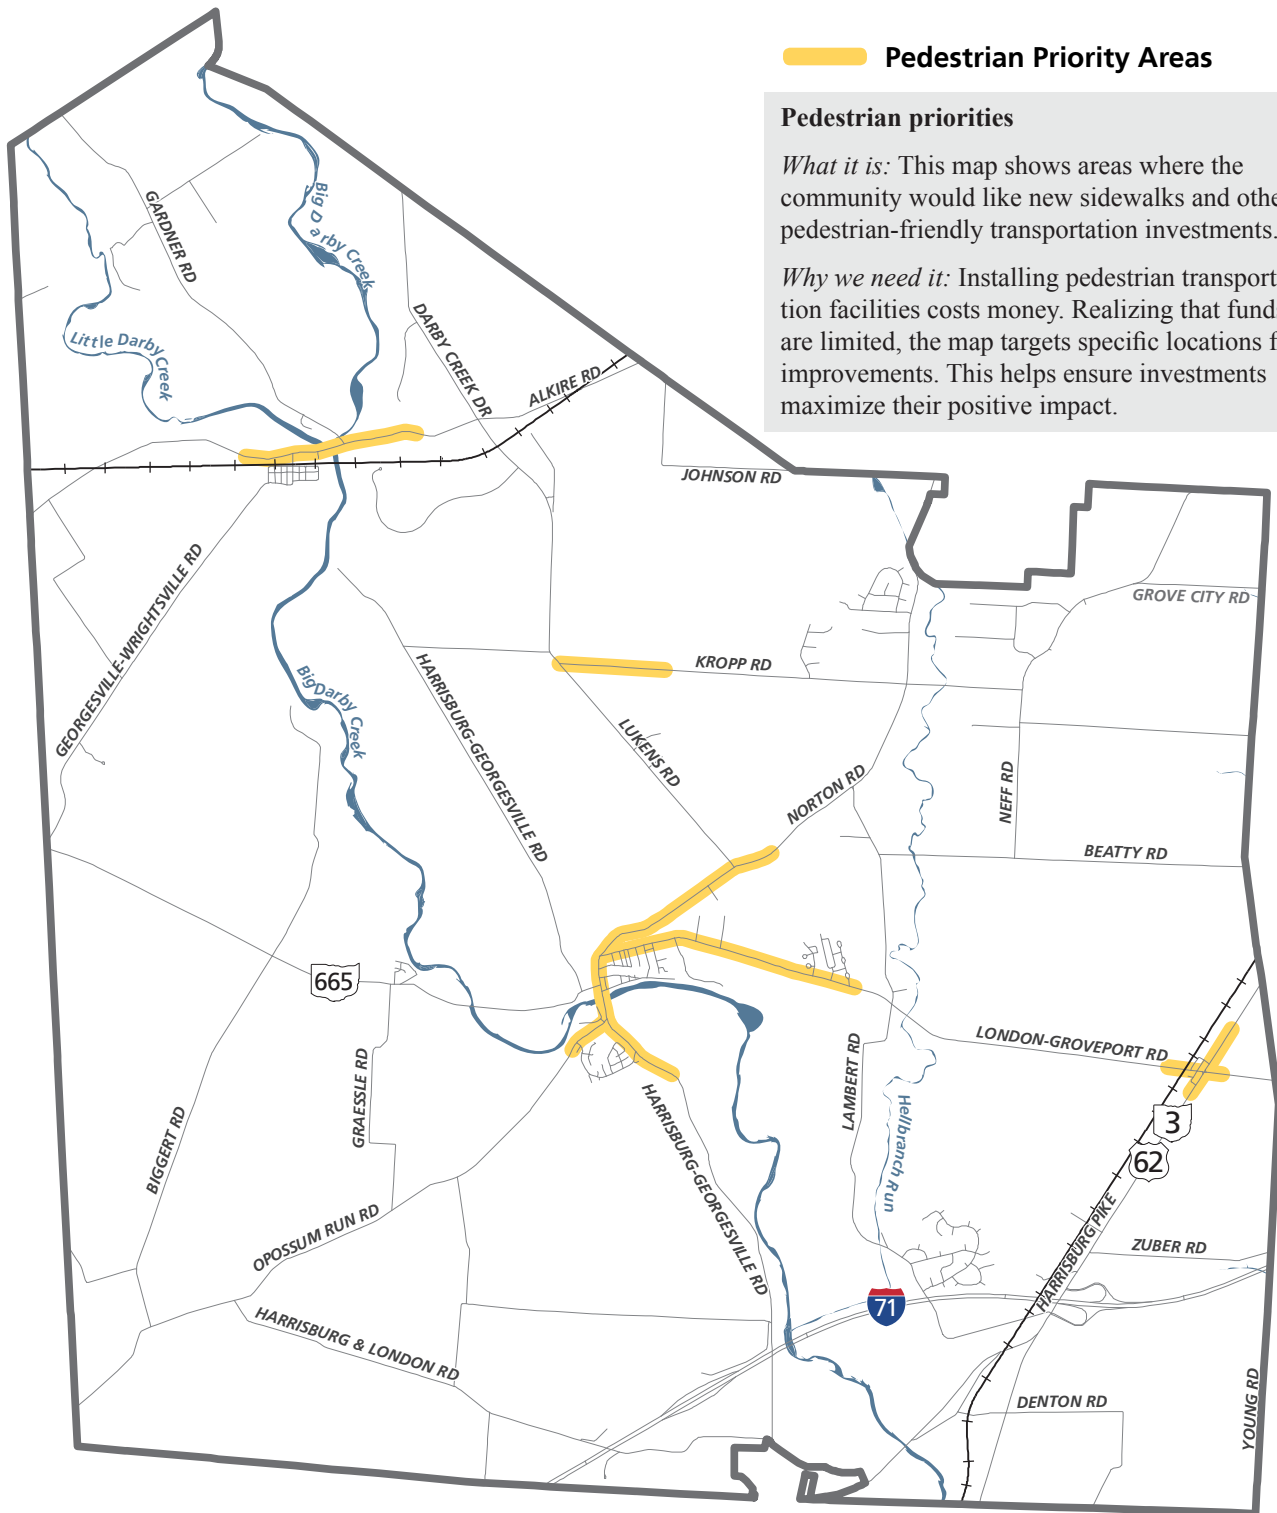 Pedestrian Priority Areas
Pedestrian priorities
What it is: This map shows areas where the
community would like new sidewalks and othe
pedestrian-friendly transportation investments.
Why we need it: Installing pedestrian transport
tion facilities costs money. Realizing that fund
are limited, the map targets specific locations f
improvements. This helps ensure investments
maximize their positive impact.
GARDNER RD
Big Darby Creek
Little Darby Creek
DARBY CREEK DR
ALKIRE RD
JOHNSON RD
GEORGESVILLE-WRIGHTSVILLE RD
GROVE CITY RD
KROPP RD
HARRISBURG-GEORGESVILLE RD
Big Darby Creek
LUKENS RD
NORTON RD
NEFF RD
BEATTY RD
665
LONDON-GROVEPORT RD
GRAESSLE RD
LAMBERT RD
BIGGERT RD
HARRISBURG-GEORGESVILLE RD
Hellbranch Run
3
62
OPOSSUM RUN RD
HARRISBURG PIKE
ZUBER RD
71
HARRISBURG & LONDON RD
DENTON RD
YOUNG RD